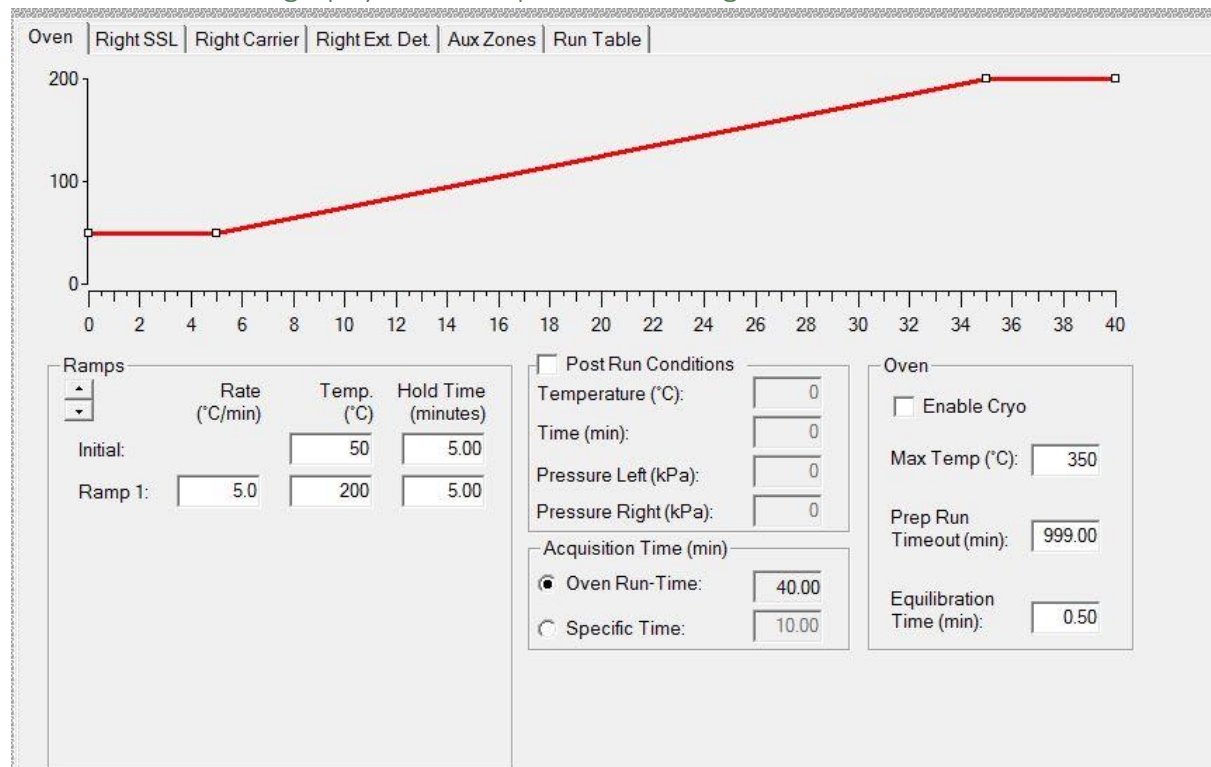 Oven Right SSL Right Carrier Right Ext. Det. Aux Zones Run Table
200
100
0
0 2 4 6 8 10 12 14 16 18 20 22 24 26 28 30 32 34 36 38 40
Ramps
Rate Temp. Hold Time
(°C/min) (°C) (minutes)
Initial: 50 5.00
Ramp 1: 5.0 200 5.00
Post Run Conditions
Temperature (°C): 0
Time (min): 0
Pressure Left (kPa): 0
Pressure Right (kPa): 0
Acquisition Time (min)
Oven Run-Time: 40.00
Specific Time: 10.00
Oven
Enable Cryo
Max Temp (°C): 350
Prep Run
Timeout (min): 999.00
Equilibration
Time (min): 0.50